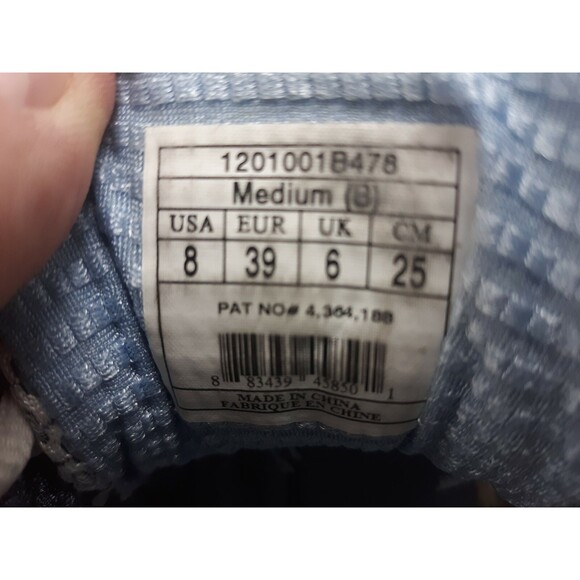 1201001B478
Medium (B)
USA EUR UK CM
8 39 6 25
PAT NO# 4,364,188
8 83439 45850 1
MADE IN CHINA
FABRIQUE EN CHINE